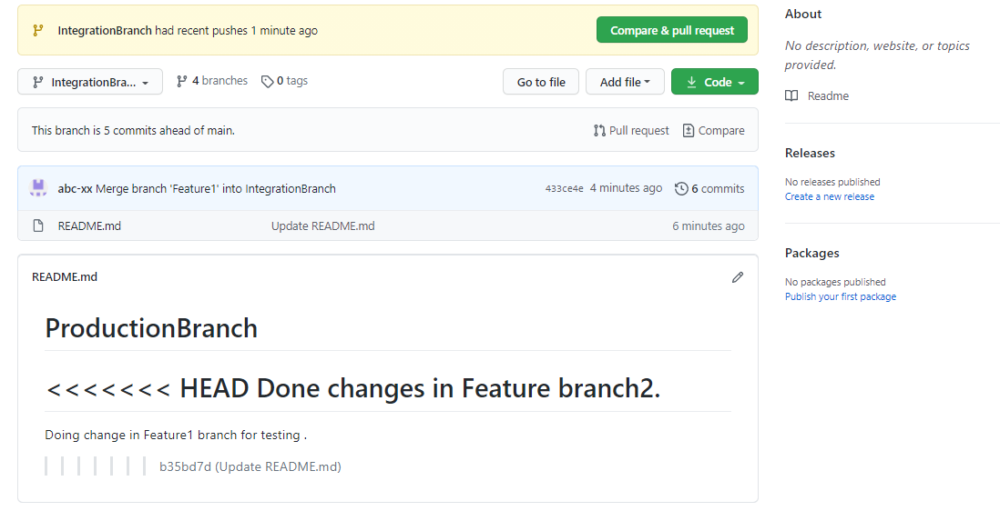 IntegrationBranch had recent pushes 1 minute ago
Compare & pull request
IntegrationBra...
4 branches
0 tags
Go to file
Add file
Code
This branch is 5 commits ahead of main.
Pull request
Compare
abc-xx Merge branch 'Feature1' into IntegrationBranch
433ce4e 4 minutes ago
6 commits
README.md
Update README.md
6 minutes ago
README.md
ProductionBranch
<<<<<<< HEAD Done changes in Feature branch2.
Doing change in Feature1 branch for testing .
b35bd7d (Update README.md)
About
No description, website, or topics
provided.
Readme
Releases
No releases published
Create a new release
Packages
No packages published
Publish your first package